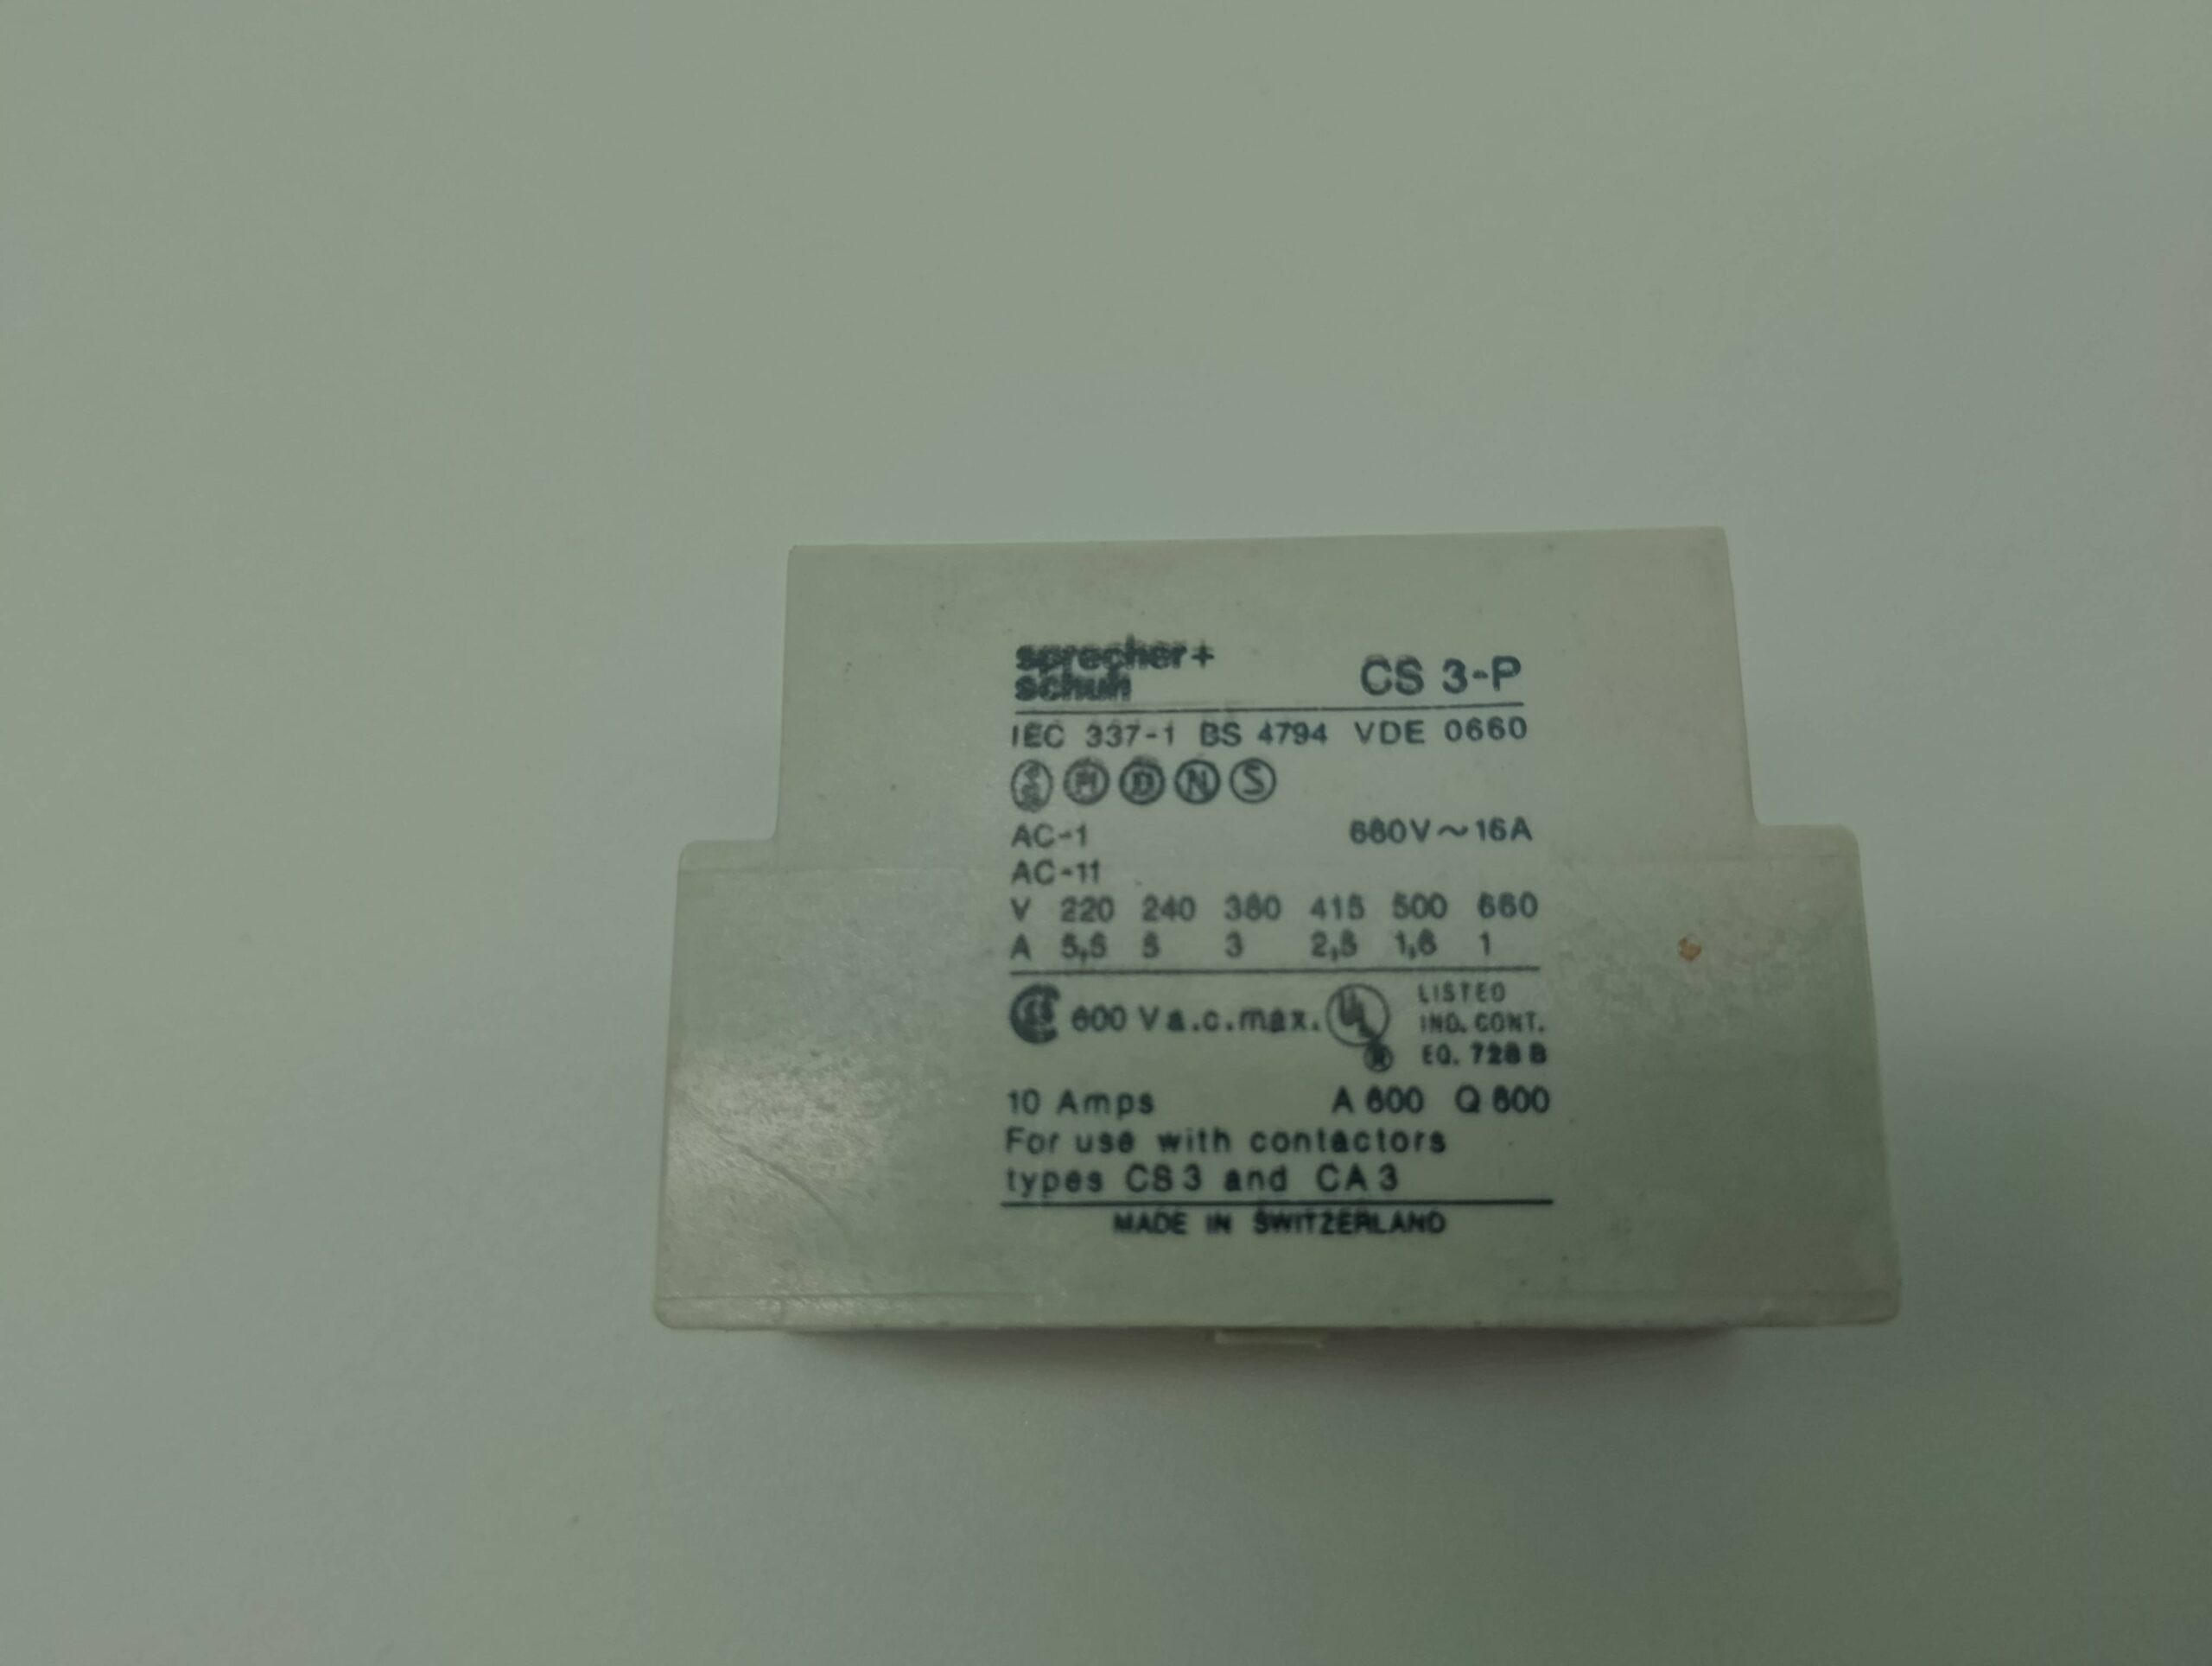 sprecher+
schuh
CS 3-P
IEC 337-1 BS 4794 VDE 0660
S D N S
AC-1 660V~16A
AC-11
V 220 240 380 415 500 660
A 5,5 5 3 2,5 1,6 1
600 V a.c.max. UL LISTED
IND. CONT.
EQ. 728 B
10 Amps A 600 Q 600
For use with contactors
types CS 3 and CA 3
MADE IN SWITZERLAND